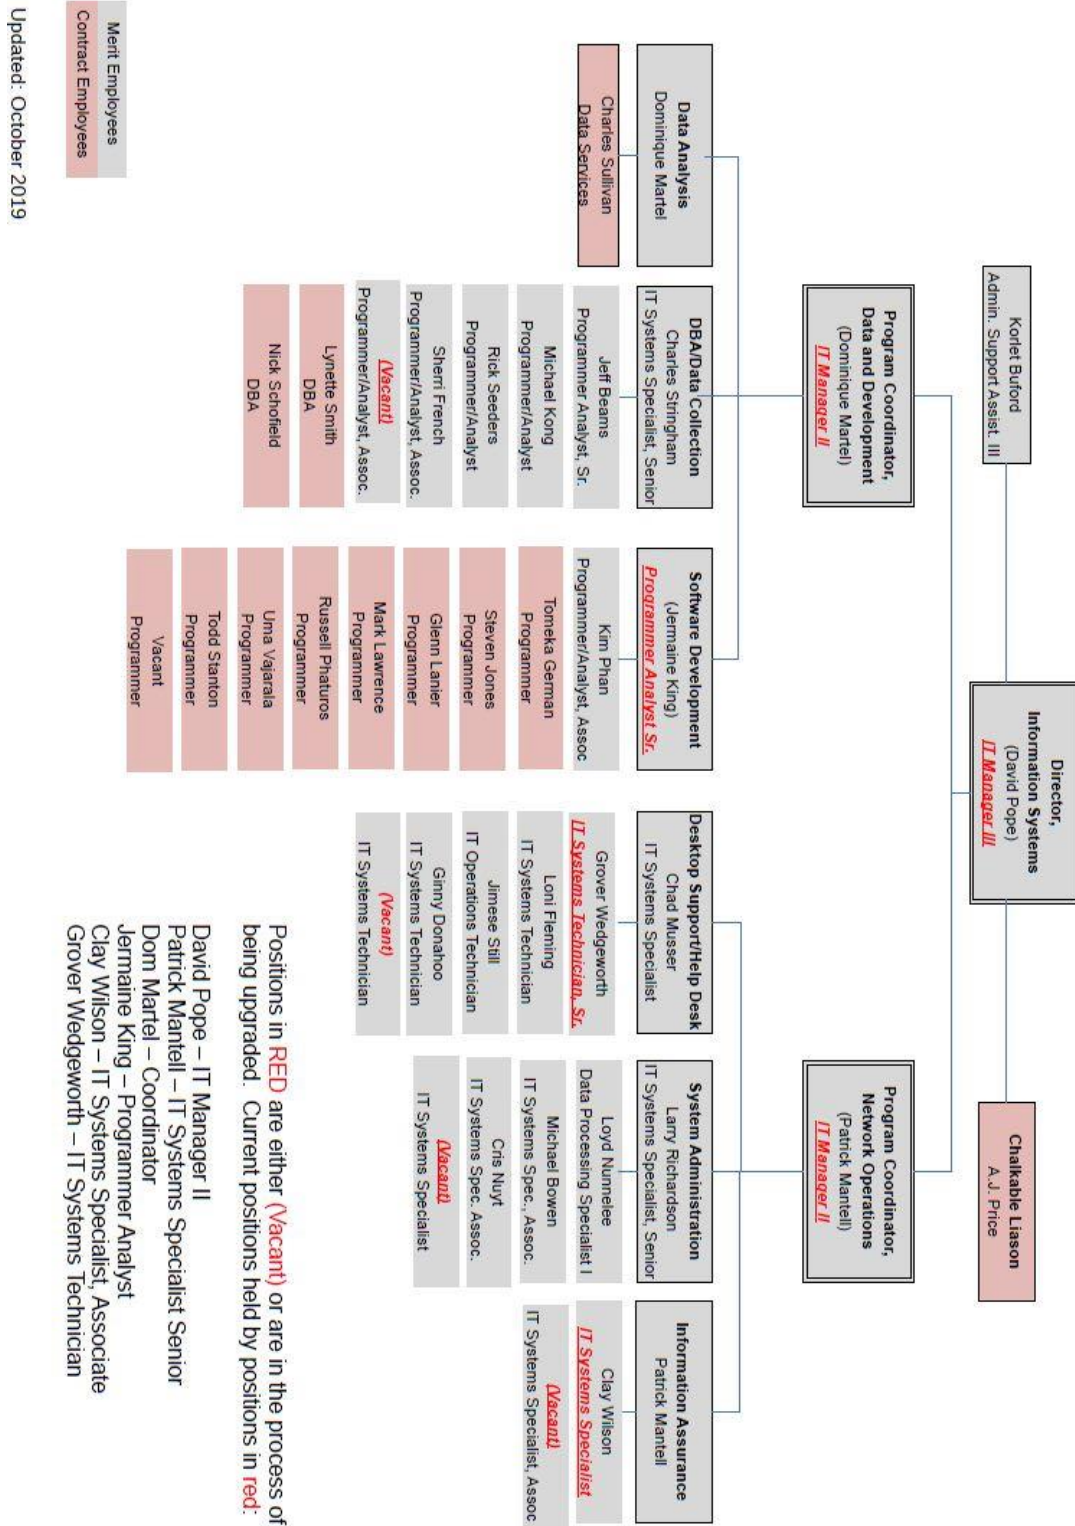 Director,
Information Systems
(David Pope)
IT Manager III
Korlet Buford
Admin. Support Assist. III
Chalkable Liason
A.J. Price
Program Coordinator,
Data and Development
(Dominique Martel)
IT Manager II
Program Coordinator,
Network Operations
(Patrick Mantell)
IT Manager II
Data Analysis
Dominique Martel
Charles Sullivan
Data Services
DBA/Data Collection
Charles Stringham
IT Systems Specialist, Senior
Jeff Beams
Programmer Analyst, Sr.
Michael Kong
Programmer/Analyst
Rick Seeders
Programmer/Analyst
Sherri French
Programmer/Analyst, Assoc.
(Vacant)
Programmer/Analyst, Assoc.
Lynette Smith
DBA
Nick Schofield
DBA
Software Development
(Jermaine King)
Programmer Analyst Sr.
Kim Phan
Programmer/Analyst, Assoc
Tomeka German
Programmer
Steven Jones
Programmer
Glenn Lanier
Programmer
Mark Lawrence
Programmer
Russell Phaturos
Programmer
Uma Vajarala
Programmer
Todd Stanton
Programmer
Vacant
Programmer
Desktop Support/Help Desk
Chad Musser
IT Systems Specialist
Grover Wedgeworth
IT Systems Technician, Sr.
Loni Fleming
IT Systems Technician
Jimese Still
IT Operations Technician
Ginny Donahoo
IT Systems Technician
(Vacant)
IT Systems Technician
System Administration
Larry Richardson
IT Systems Specialist, Senior
Loyd Nunnelee
Data Processing Specialist I
Michael Bowen
IT Systems Spec., Assoc.
Cris Nuyt
IT Systems Spec. Assoc.
(Vacant)
IT Systems Specialist
Information Assurance
Patrick Mantell
Clay Wilson
IT Systems Specialist
(Vacant)
IT Systems Specialist, Assoc
Positions in RED are either (Vacant) or are in the process of
being upgraded. Current positions held by positions in red:
David Pope – IT Manager II
Patrick Mantell – IT Systems Specialist Senior
Dom Martel – Coordinator
Jermaine King – Programmer Analyst
Clay Wilson – IT Systems Specialist, Associate
Grover Wedgeworth – IT Systems Technician
Merit Employees
Contract Employees
Updated: October 2019